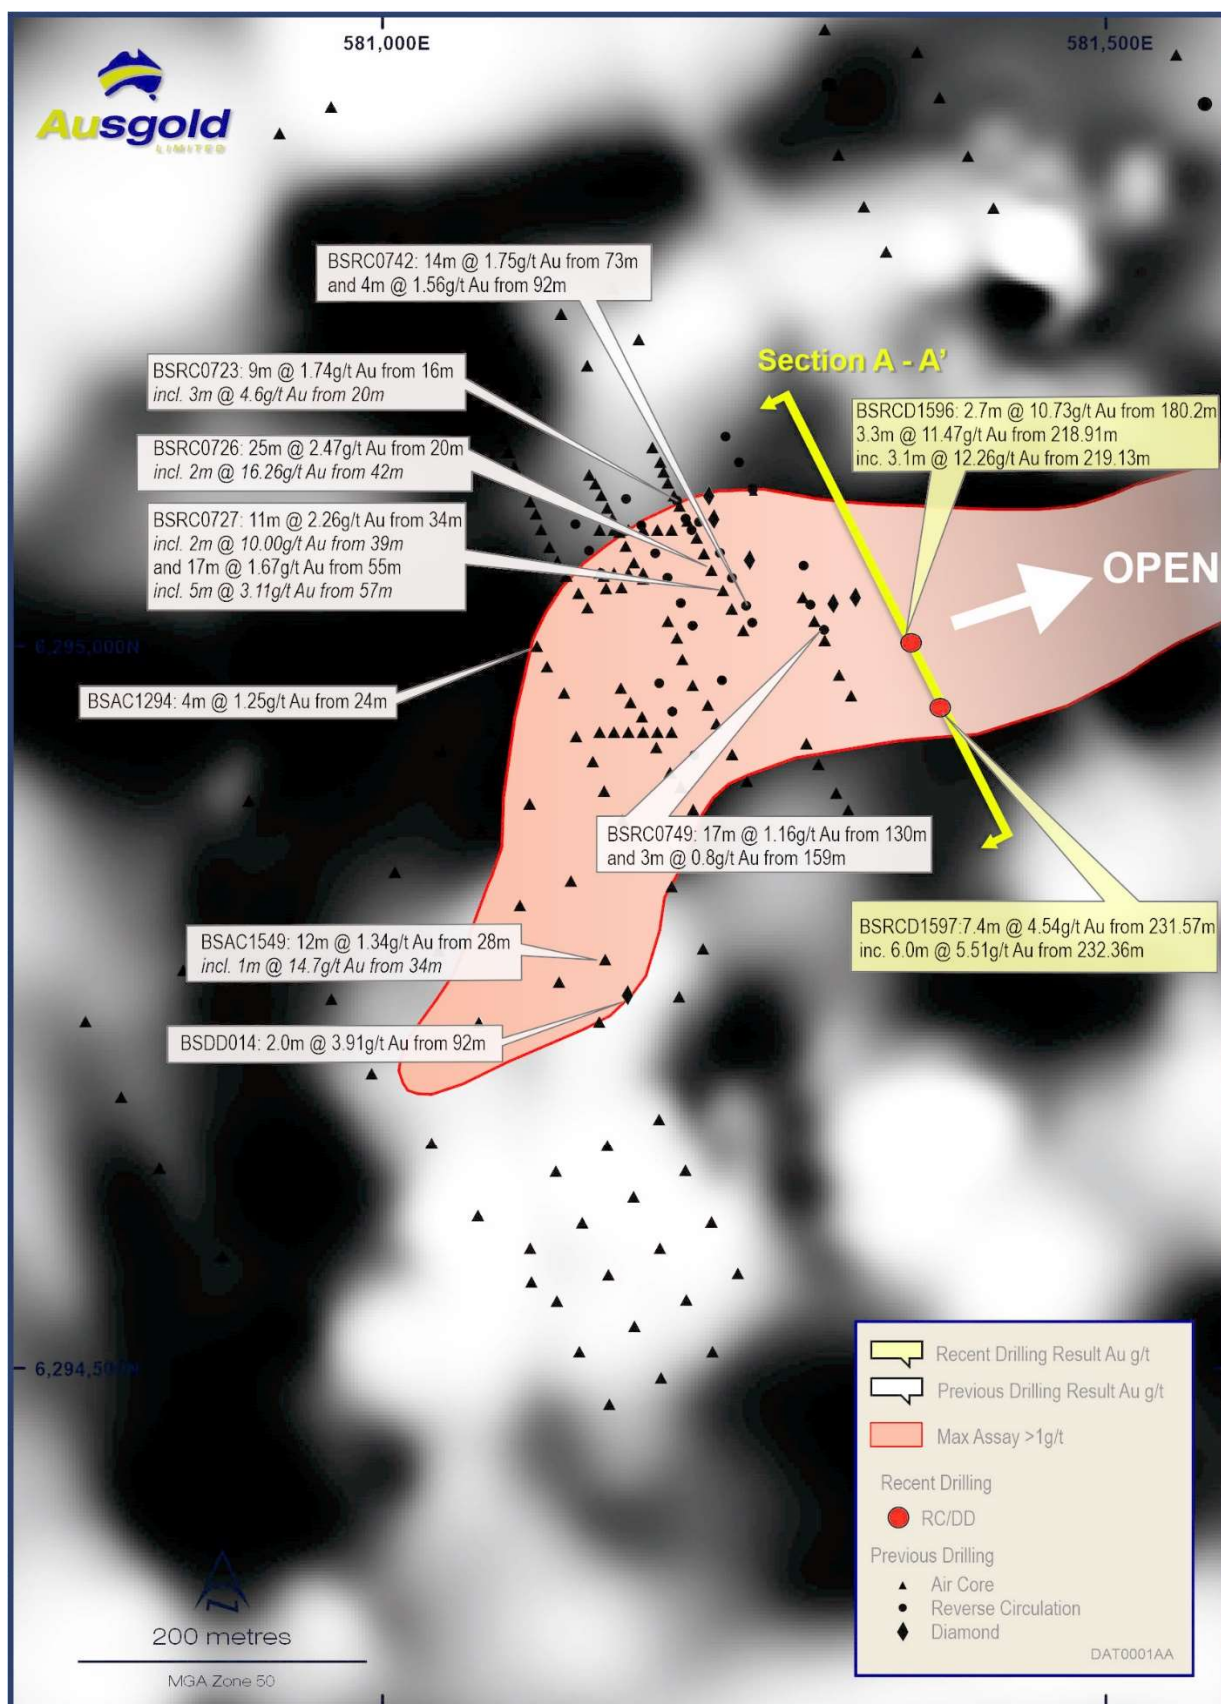 581,000E
581,500E
Ausgold
LIMITED
BSRC0742: 14m @ 1.75g/t Au from 73m
and 4m @ 1.56g/t Au from 92m
Section A - A’
BSRC0723: 9m @ 1.74g/t Au from 16m
incl. 3m @ 4.6g/t Au from 20m
BSRCD1596: 2.7m @ 10.73g/t Au from 180.2m
3.3m @ 11.47g/t Au from 218.91m
inc. 3.1m @ 12.26g/t Au from 219.13m
BSRC0726: 25m @ 2.47g/t Au from 20m
incl. 2m @ 16.26g/t Au from 42m
BSRC0727: 11m @ 2.26g/t Au from 34m
incl. 2m @ 10.00g/t Au from 39m
and 17m @ 1.67g/t Au from 55m
incl. 5m @ 3.11g/t Au from 57m
OPEN
6,295,000N
BSAC1294: 4m @ 1.25g/t Au from 24m
BSRC0749: 17m @ 1.16g/t Au from 130m
and 3m @ 0.8g/t Au from 159m
BSRCD1597:7.4m @ 4.54g/t Au from 231.57m
inc. 6.0m @ 5.51g/t Au from 232.36m
BSAC1549: 12m @ 1.34g/t Au from 28m
incl. 1m @ 14.7g/t Au from 34m
BSDD014: 2.0m @ 3.91g/t Au from 92m
6,294,500N
Recent Drilling Result Au g/t
Previous Drilling Result Au g/t
Max Assay >1g/t
Recent Drilling
RC/DD
Previous Drilling
Air Core
Reverse Circulation
Diamond
DAT0001AA
N
200 metres
MGA Zone 50